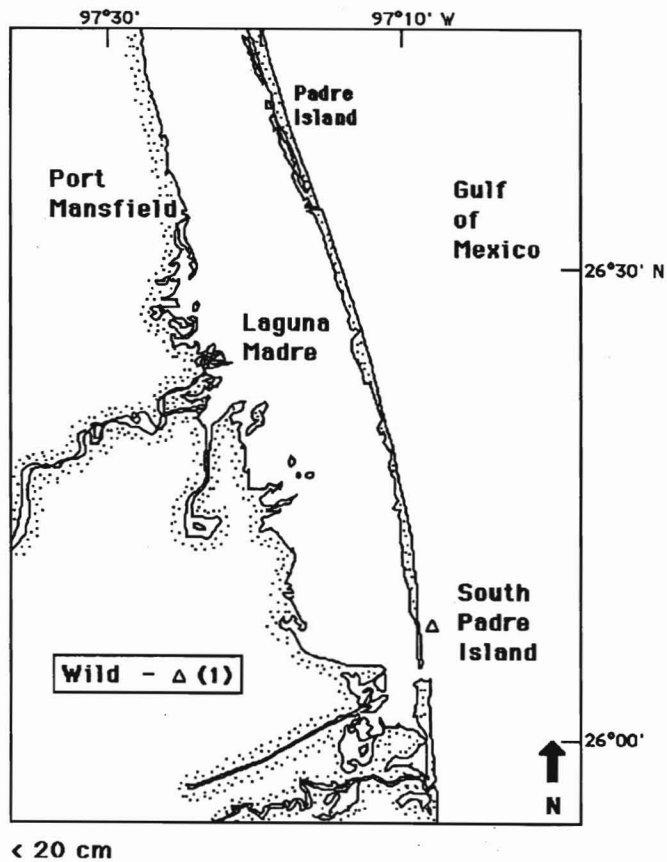 97°30'
97°10' W
Padre
Island
Port
Mansfield
Gulf
of
Mexico
26°30' N
Laguna
Madre
South
Padre
Island
Wild - Δ (1)
26°00'
N
< 20 cm